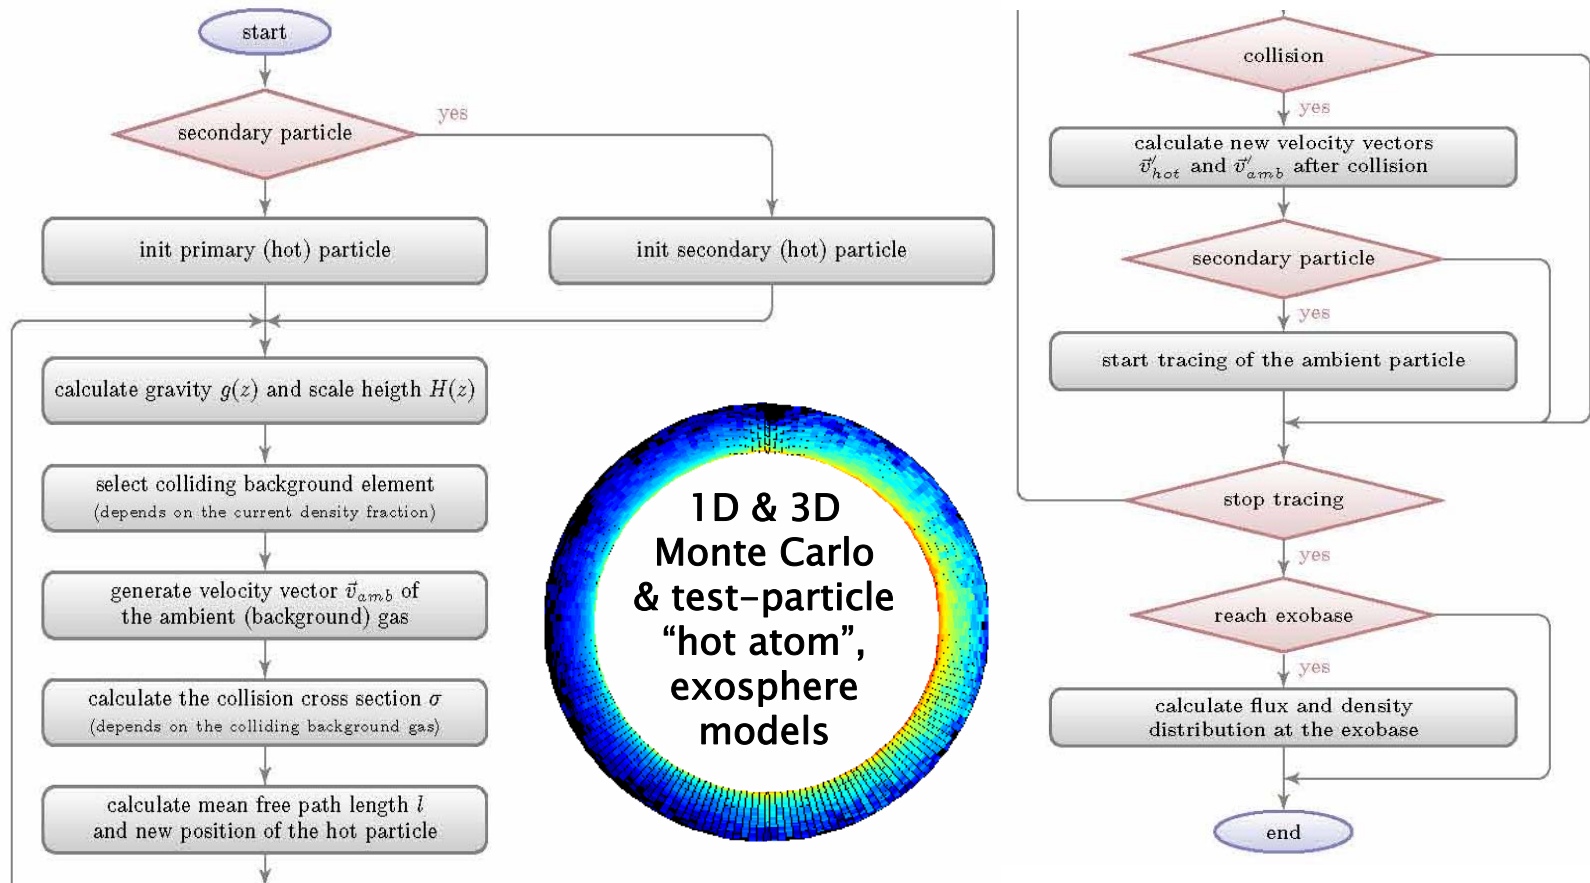 start
secondary particle
yes
init primary (hot) particle
init secondary (hot) particle
calculate gravity g(z) and scale heigth H(z)
select colliding background element
(depends on the current density fraction)
generate velocity vector v⃗amb of
the ambient (background) gas
calculate the collision cross section σ
(depends on the colliding background gas)
calculate mean free path length l
and new position of the hot particle
1D & 3D
Monte Carlo
& test-particle
“hot atom”,
exosphere
models
collision
yes
calculate new velocity vectors
v⃗′hot and v⃗′amb after collision
secondary particle
yes
start tracing of the ambient particle
stop tracing
yes
reach exobase
yes
calculate flux and density
distribution at the exobase
end